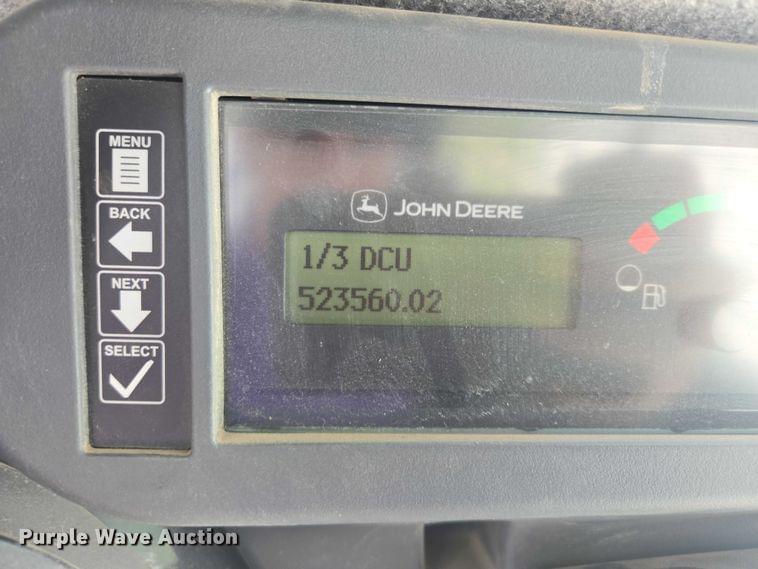 MENU
BACK
NEXT
SELECT
JOHN DEERE
1/3 DCU
523560.02
Purple Wave Auction